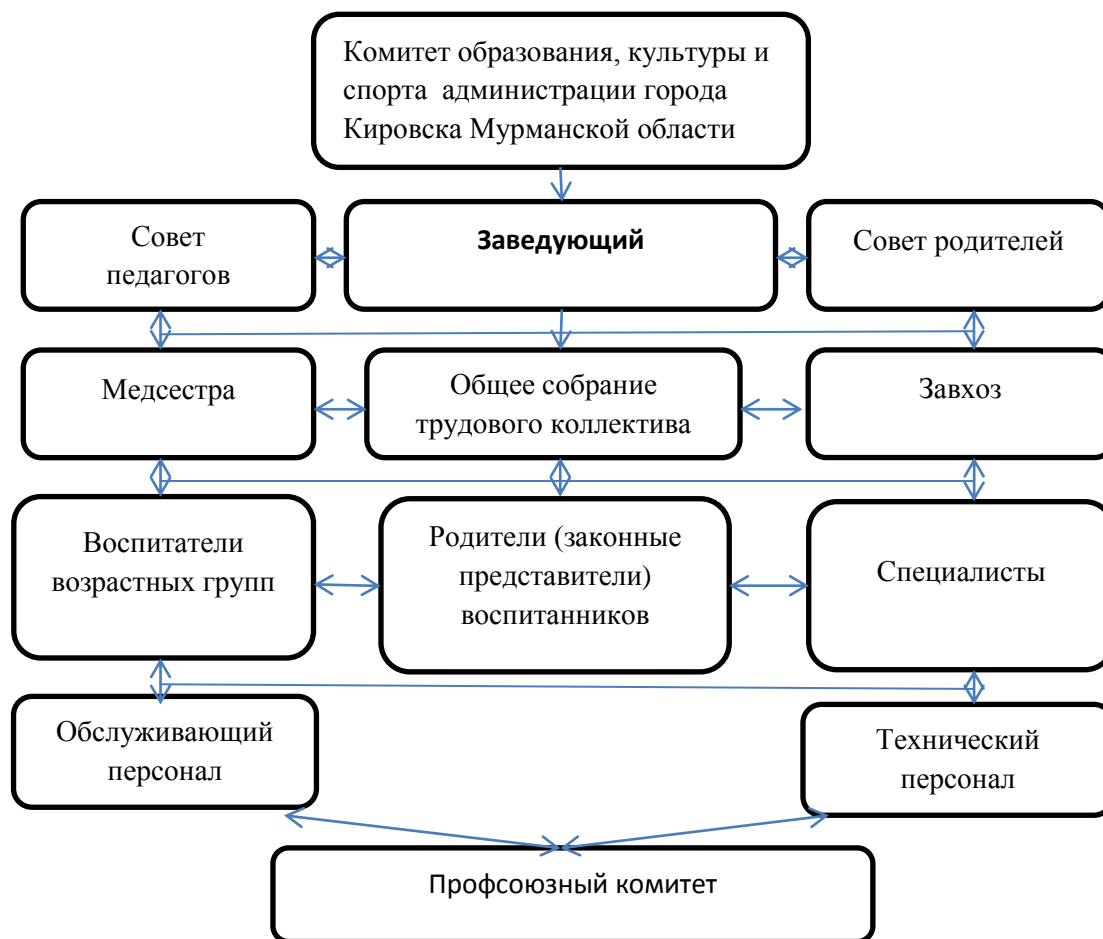 Комитет образования, культуры и
спорта администрации города
Кировска Мурманской области
Совет
педагогов
Заведующий
Совет родителей
Медсестра
Общее собрание
трудового коллектива
Завхоз
Воспитатели
возрастных групп
Родители (законные
представители)
воспитанников
Специалисты
Обслуживающий
персонал
Технический
персонал
Профсоюзный комитет